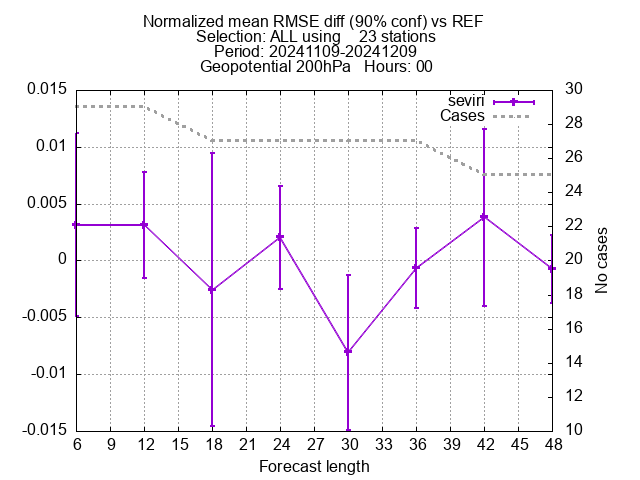 Normalized mean RMSE diff (90% conf) vs REF
Selection: ALL using    23 stations
Period: 20241109-20241209
Geopotential 200hPa   Hours: 00
seviri
Cases
0.015
0.01
0.005
0
-0.005
-0.01
-0.015
30
28
26
24
22
20
18
16
14
12
10
No cases
6 9 12 15 18 21 24 27 30 33 36 39 42 45 48
Forecast length